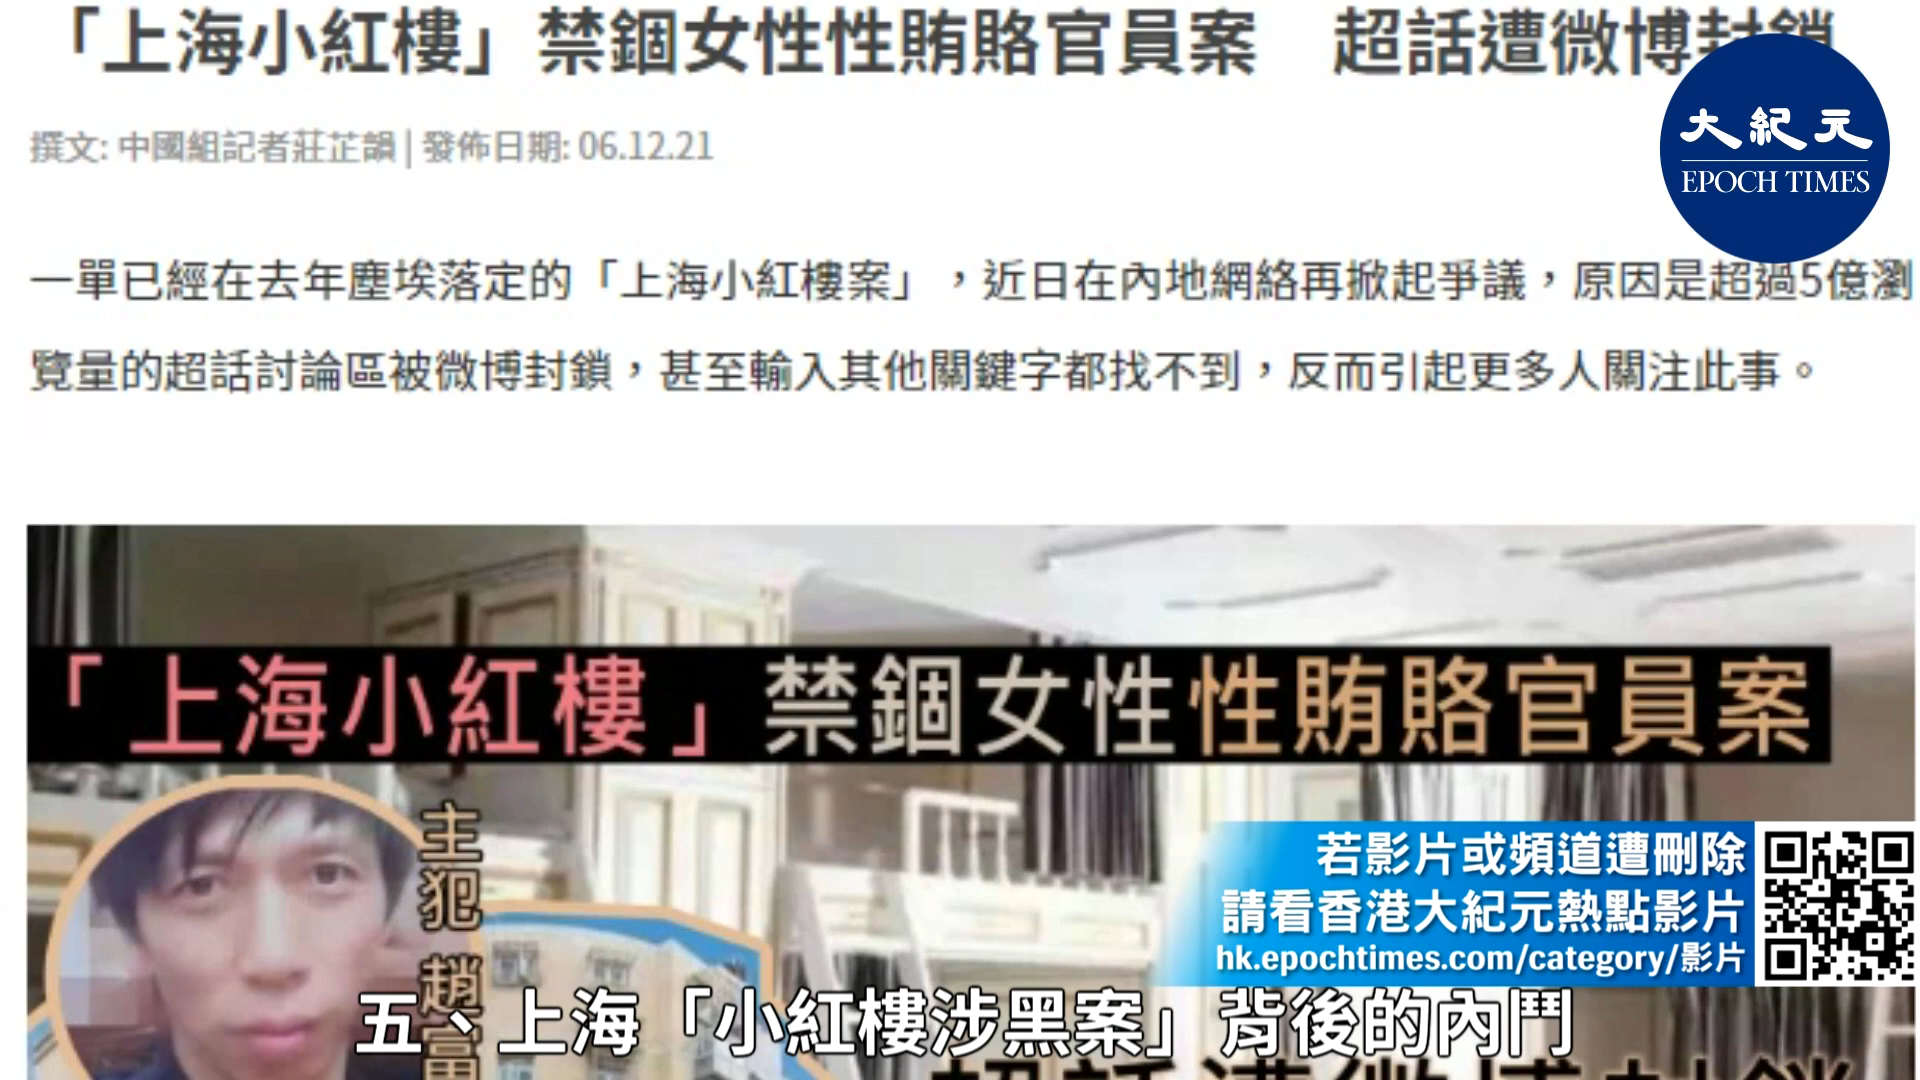 「上海小紅樓」禁錮女性性賄賂官員案　超話遭微博封鎖
大紀元
EPOCH TIMES
撰文: 中國組記者莊芷韻 | 發佈日期: 06.12.21
一單已經在去年塵埃落定的「上海小紅樓案」，近日在內地網絡再掀起爭議，原因是超過5億瀏
覽量的超話討論區被微博封鎖，甚至輸入其他關鍵字都找不到，反而引起更多人關注此事。
「上海小紅樓」禁錮女性性賄賂官員案
主犯 趙富
若影片或頻道遭刪除
請看香港大紀元熱點影片
hk.epochtimes.com/category/影片
五、上海「小紅樓涉黑案」背後的內鬥